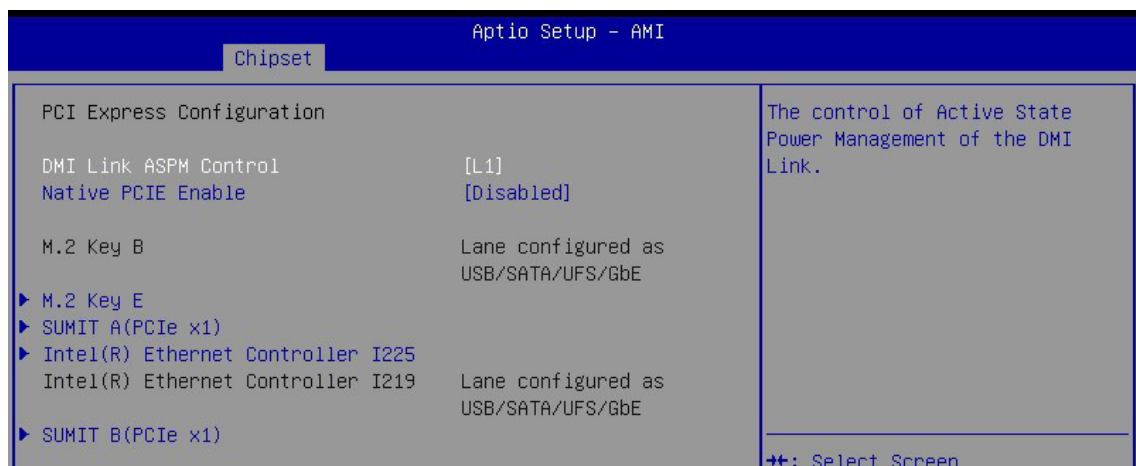 Aptio Setup – AMI
Chipset
PCI Express Configuration
DMI Link ASPM Control [L1]
Native PCIE Enable [Disabled]
M.2 Key B Lane configured as
USB/SATA/UFS/GbE
▶ M.2 Key E
▶ SUMIT A(PCIe x1)
▶ Intel(R) Ethernet Controller I225
Intel(R) Ethernet Controller I219 Lane configured as
USB/SATA/UFS/GbE
▶ SUMIT B(PCIe x1)
The control of Active State
Power Management of the DMI
Link.
→←: Select Screen